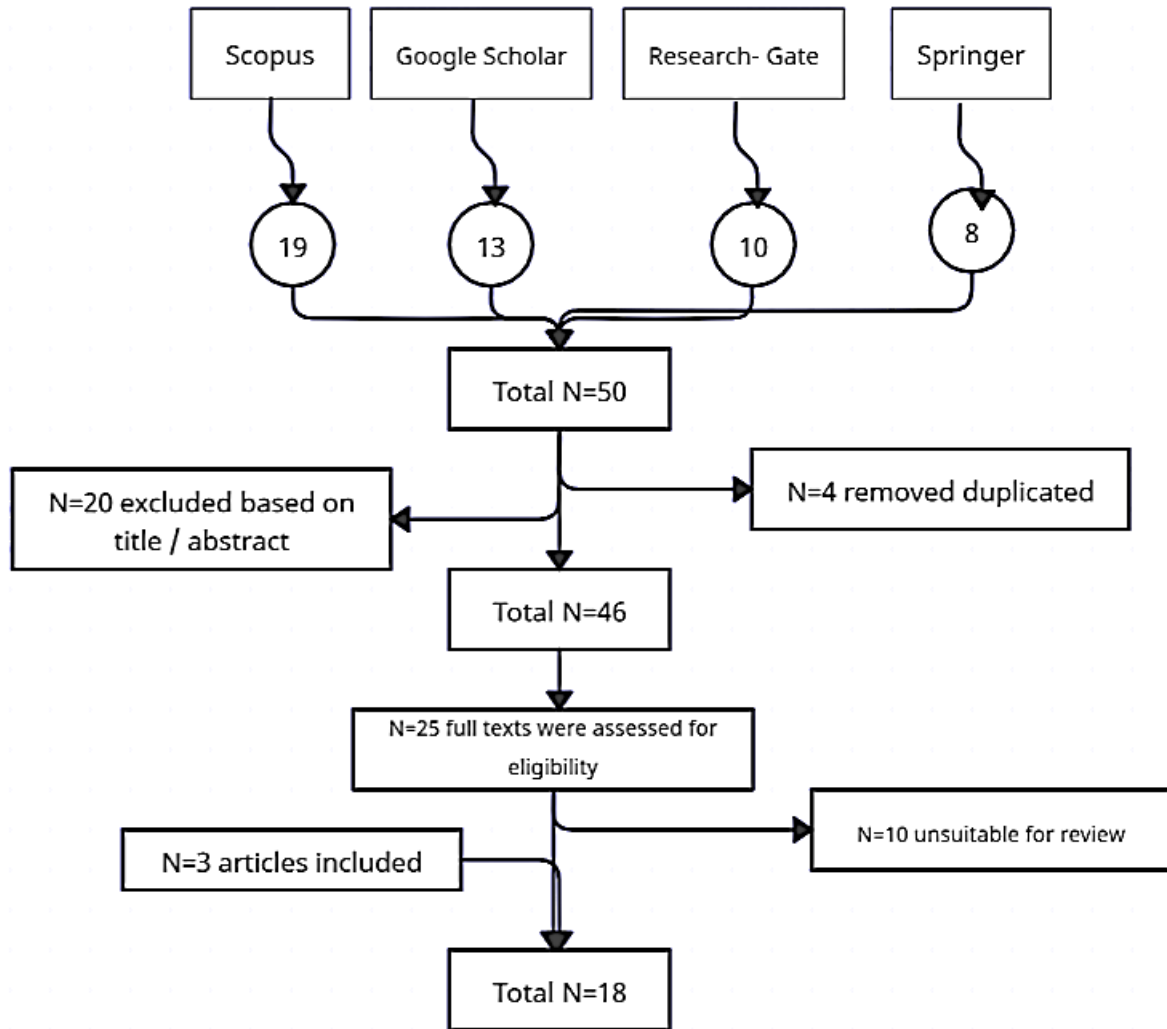 Scopus
Google Scholar
Research- Gate
Springer
19
13
10
8
Total N=50
N=20 excluded based on
title / abstract
N=4 removed duplicated
Total N=46
N=25 full texts were assessed for
eligibility
N=10 unsuitable for review
N=3 articles included
Total N=18